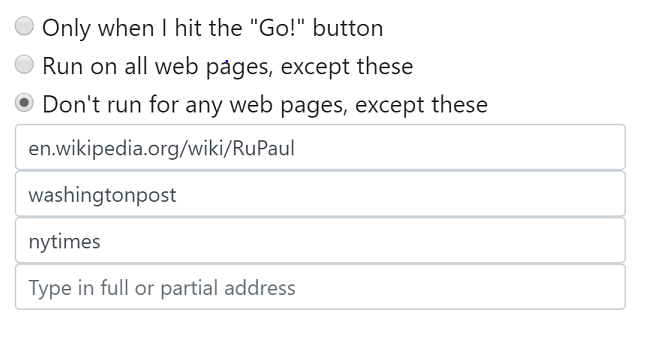 Only when I hit the "Go!" button
Run on all web pages, except these
Don't run for any web pages, except these
en.wikipedia.org/wiki/RuPaul
washingtonpost
nytimes
Type in full or partial address